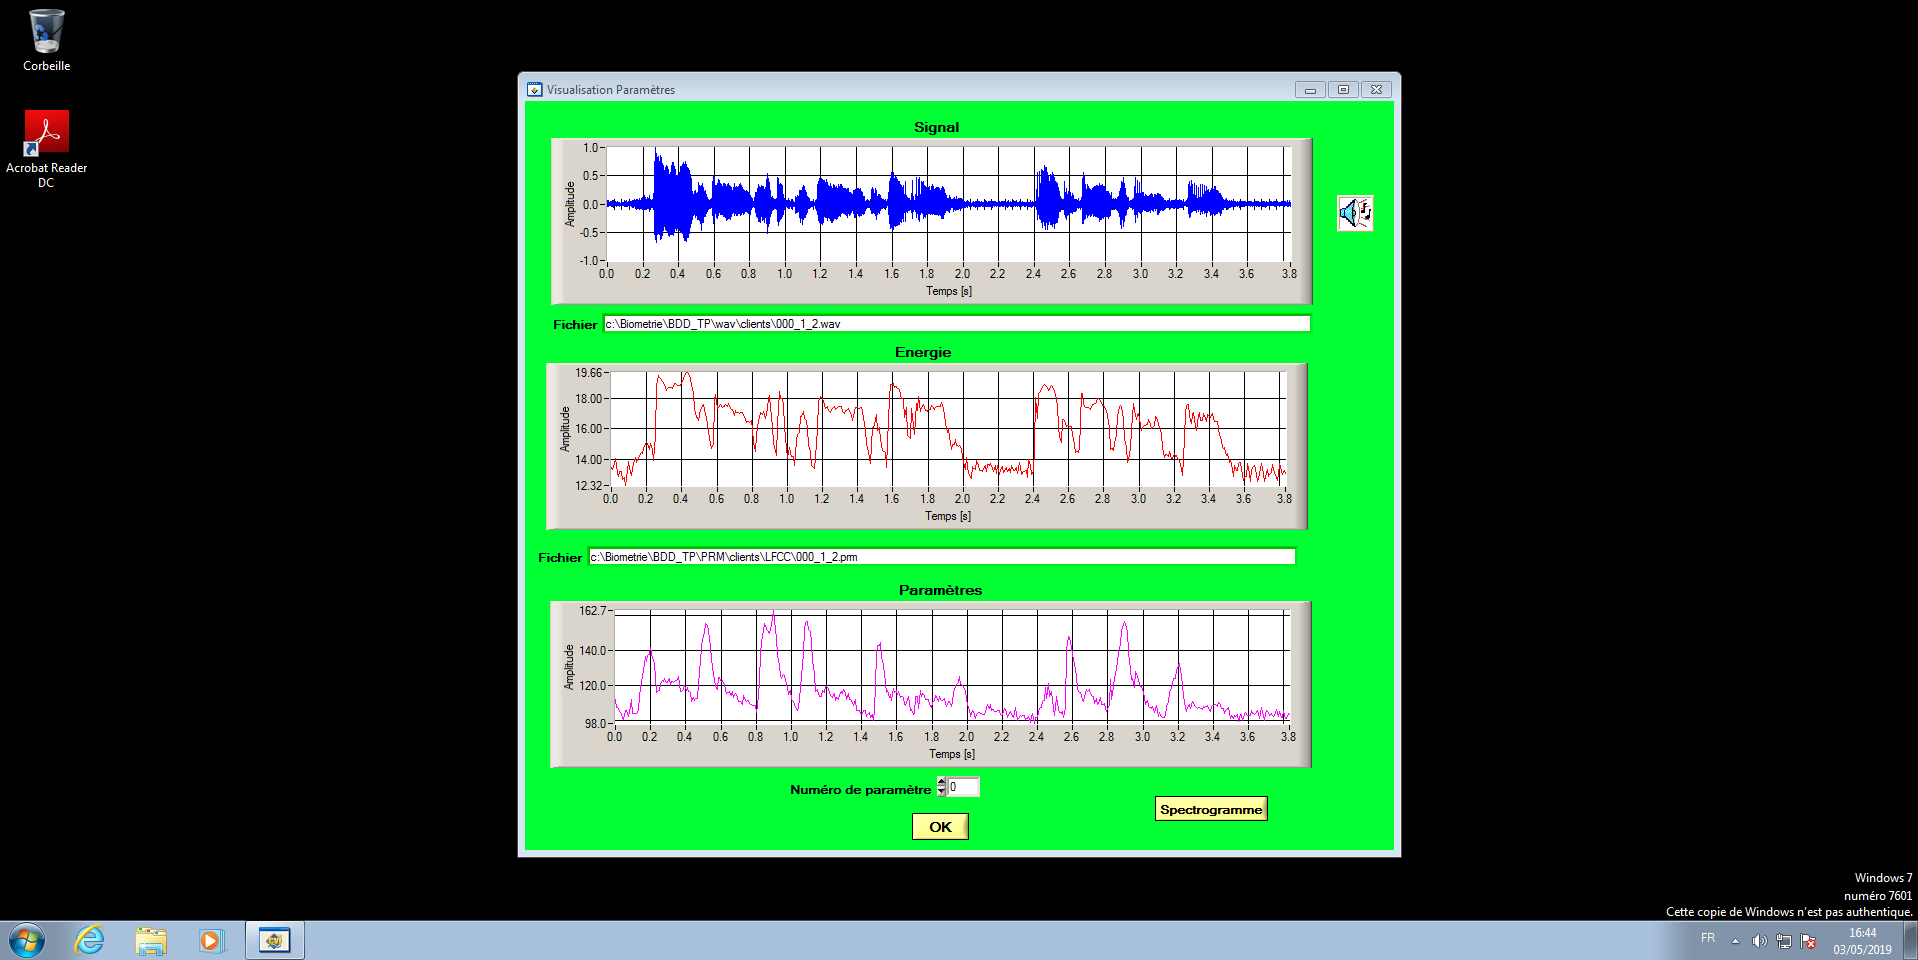 Corbeille
Acrobat Reader
DC
Visualisation Paramètres
Signal
Amplitude
1.0
0.5
0.0
-0.5
-1.0
0.0 0.2 0.4 0.6 0.8 1.0 1.2 1.4 1.6 1.8 2.0 2.2 2.4 2.6 2.8 3.0 3.2 3.4 3.6 3.8
Temps [s]
Fichier c:\Biometrie\BDD_TP\wav\clients\000_1_2.wav
Energie
Amplitude
19.66
18.00
16.00
14.00
12.32
0.0 0.2 0.4 0.6 0.8 1.0 1.2 1.4 1.6 1.8 2.0 2.2 2.4 2.6 2.8 3.0 3.2 3.4 3.6 3.8
Temps [s]
Fichier c:\Biometrie\BDD_TP\PRM\clients\LFCC\000_1_2.prm
Paramètres
Amplitude
162.7
140.0
120.0
98.0
0.0 0.2 0.4 0.6 0.8 1.0 1.2 1.4 1.6 1.8 2.0 2.2 2.4 2.6 2.8 3.0 3.2 3.4 3.6 3.8
Temps [s]
Numéro de paramètre 0
Spectrogramme
OK
Windows 7
numéro 7601
Cette copie de Windows n'est pas authentique.
FR
16:44
03/05/2019